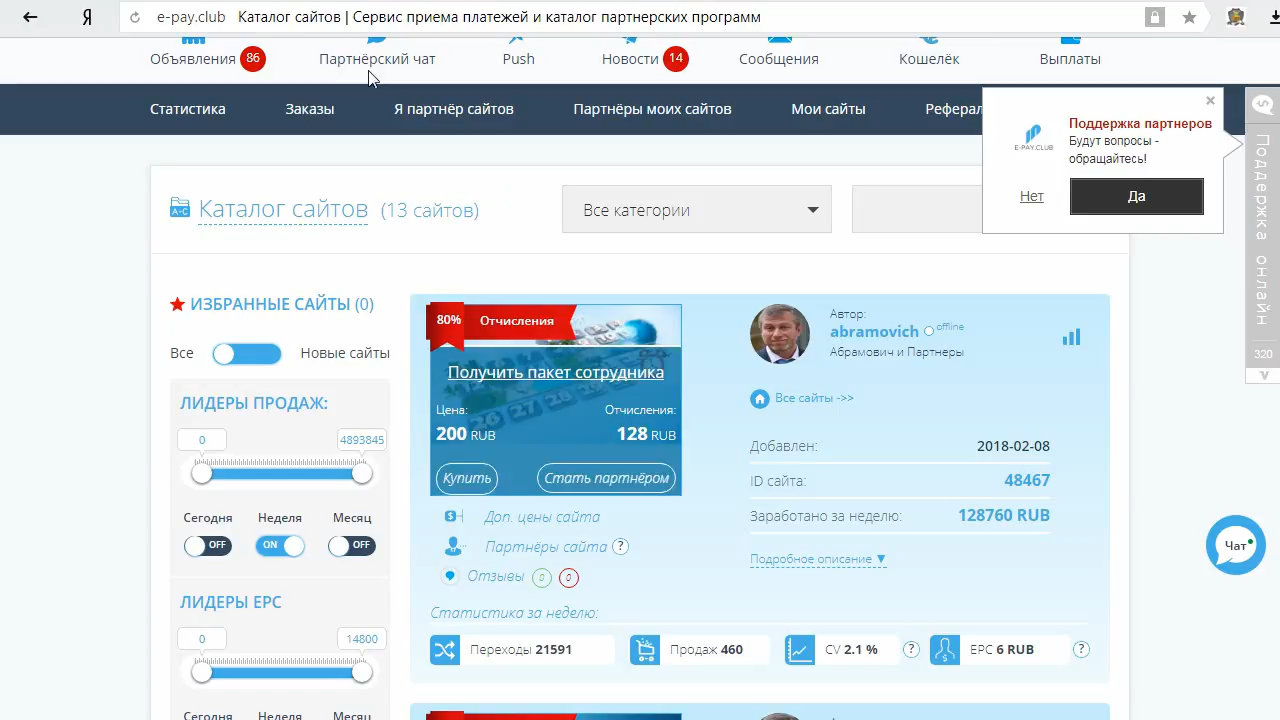 Я e-pay.club Каталог сайтов | Сервис приема платежей и каталог партнерских программ
Объявления 86 Партнёрский чат Push Новости 14 Сообщения Кошелёк Выплаты
Статистика Заказы Я партнёр сайтов Партнёры моих сайтов Мои сайты Реферал
Поддержка партнеров
Будут вопросы -
обращайтесь!
E-PAY.CLUB
Нет Да
Поддержка онлайн
320
A-C Каталог сайтов (13 сайтов) Все категории
ИЗБРАННЫЕ САЙТЫ (0)
Все Новые сайты
ЛИДЕРЫ ПРОДАЖ:
0 4893845
Сегодня Неделя Месяц
OFF ON OFF
ЛИДЕРЫ EPC
0 14800
Сегодня Неделя Месяц
80% Отчисления
Получить пакет сотрудника
Цена: Отчисления:
200 RUB 128 RUB
Купить Стать партнёром
Доп. цены сайта
Партнёры сайта ?
Отзывы 0 0
Автор:
abramovich offline
Абрамович и Партнеры
Все сайты ->>
Добавлен: 2018-02-08
ID сайта: 48467
Заработано за неделю: 128760 RUB
Подробное описание ▼
Статистика за неделю:
Переходы 21591 Продаж 460 CV 2.1 % ? EPC 6 RUB ?
Чат